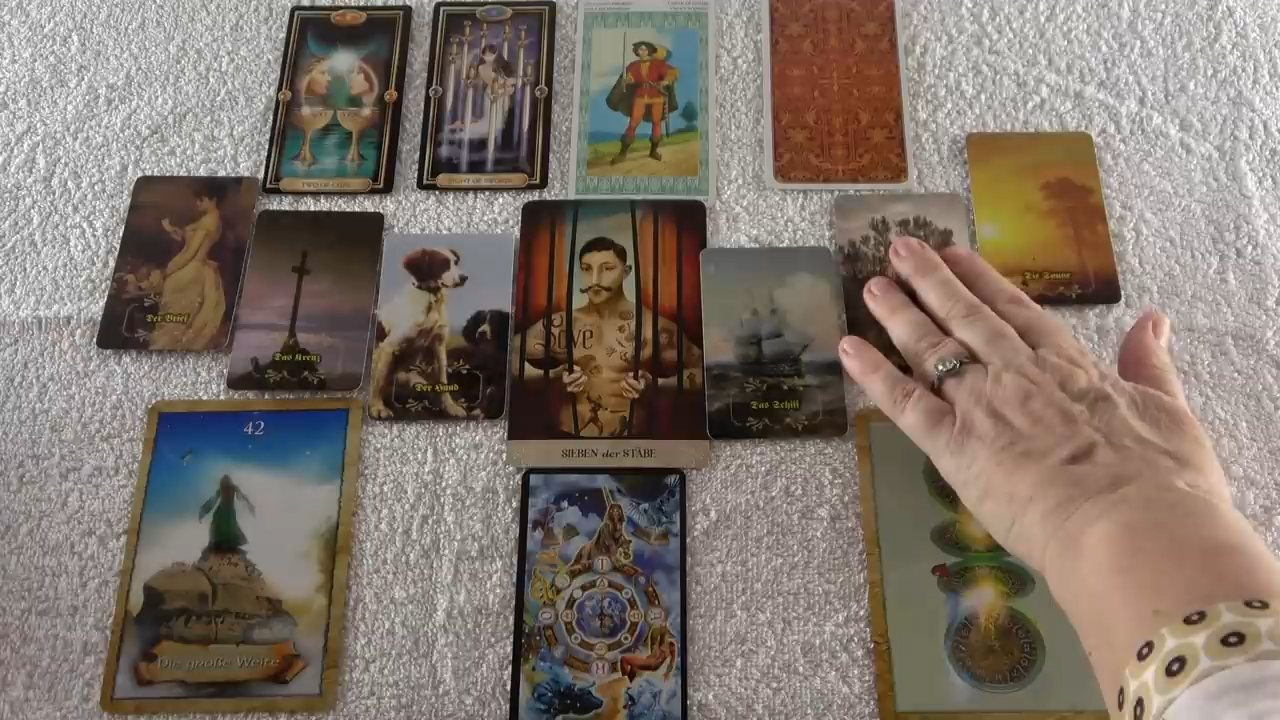 TWO OF CUPS
EIGHT OF SWORDS
Der Brief
Das Kreuz
Der Hund
Love
SIEBEN der STÄBE
Das Schiff
Die Sonne
42
Die große Weite